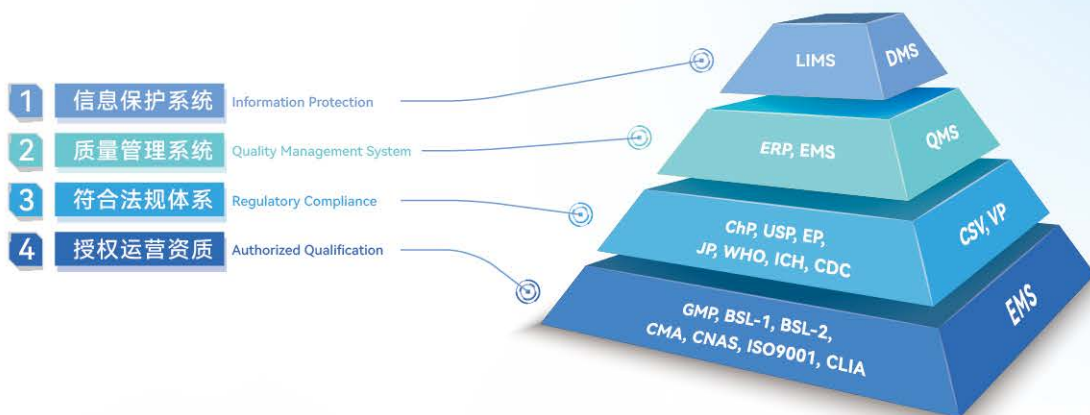 1 信息保护系统 Information Protection
2 质量管理系统 Quality Management System
3 符合法规体系 Regulatory Compliance
4 授权运营资质 Authorized Qualification
LIMS
DMS
ERP, EMS
QMS
ChP, USP, EP,
JP, WHO, ICH, CDC
CSV, VP
GMP, BSL-1, BSL-2,
CMA, CNAS, ISO9001, CLIA
EMS